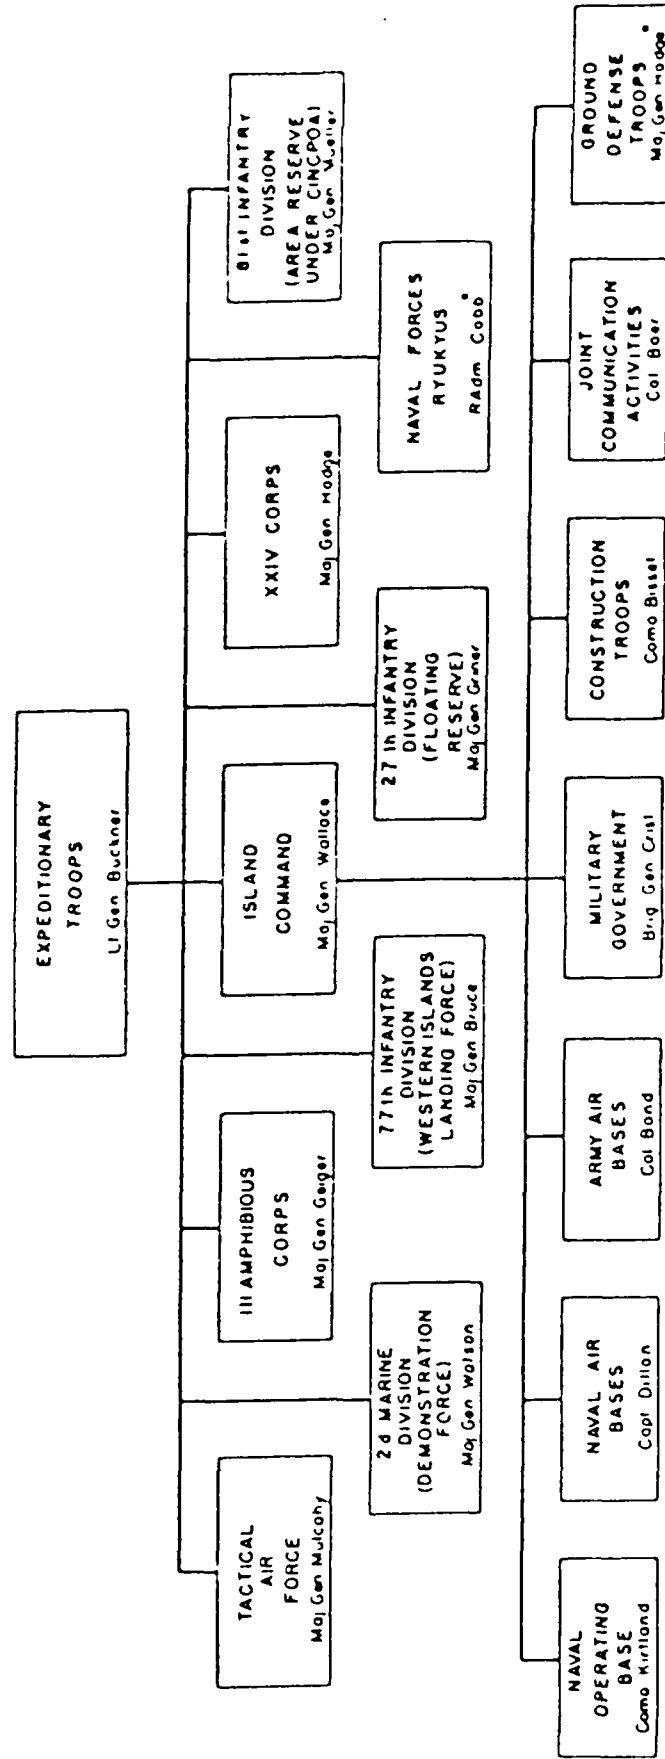 EXPEDITIONARY
TROOPS
Lt Gen Buckner
TACTICAL
AIR
FORCE
Maj Gen Mulcahy
III AMPHIBIOUS
CORPS
Maj Gen Geiger
ISLAND
COMMAND
Maj Gen Wallace
XXIV CORPS
Maj Gen Hodge
81st INFANTRY
DIVISION
(AREA RESERVE
UNDER CINCPOA)
Maj Gen Mueller
2d MARINE
DIVISION
(DEMONSTRATION
FORCE)
Maj Gen Watson
77th INFANTRY
DIVISION
(WESTERN ISLANDS
LANDING FORCE)
Maj Gen Bruce
27th INFANTRY
DIVISION
(FLOATING
RESERVE)
Maj Gen Griner
NAVAL FORCES
RYUKYUS
RAdm Cobb*
NAVAL
OPERATING
BASE
Como Kirtland
NAVAL AIR
BASES
Capt Dillon
ARMY AIR
BASES
Col Bond
MILITARY
GOVERNMENT
Brig Gen Crist
CONSTRUCTION
TROOPS
Como Bissel
JOINT
COMMUNICATION
ACTIVITIES
Col Baer
GROUND
DEFENSE
TROOPS
Maj Gen Hodge*